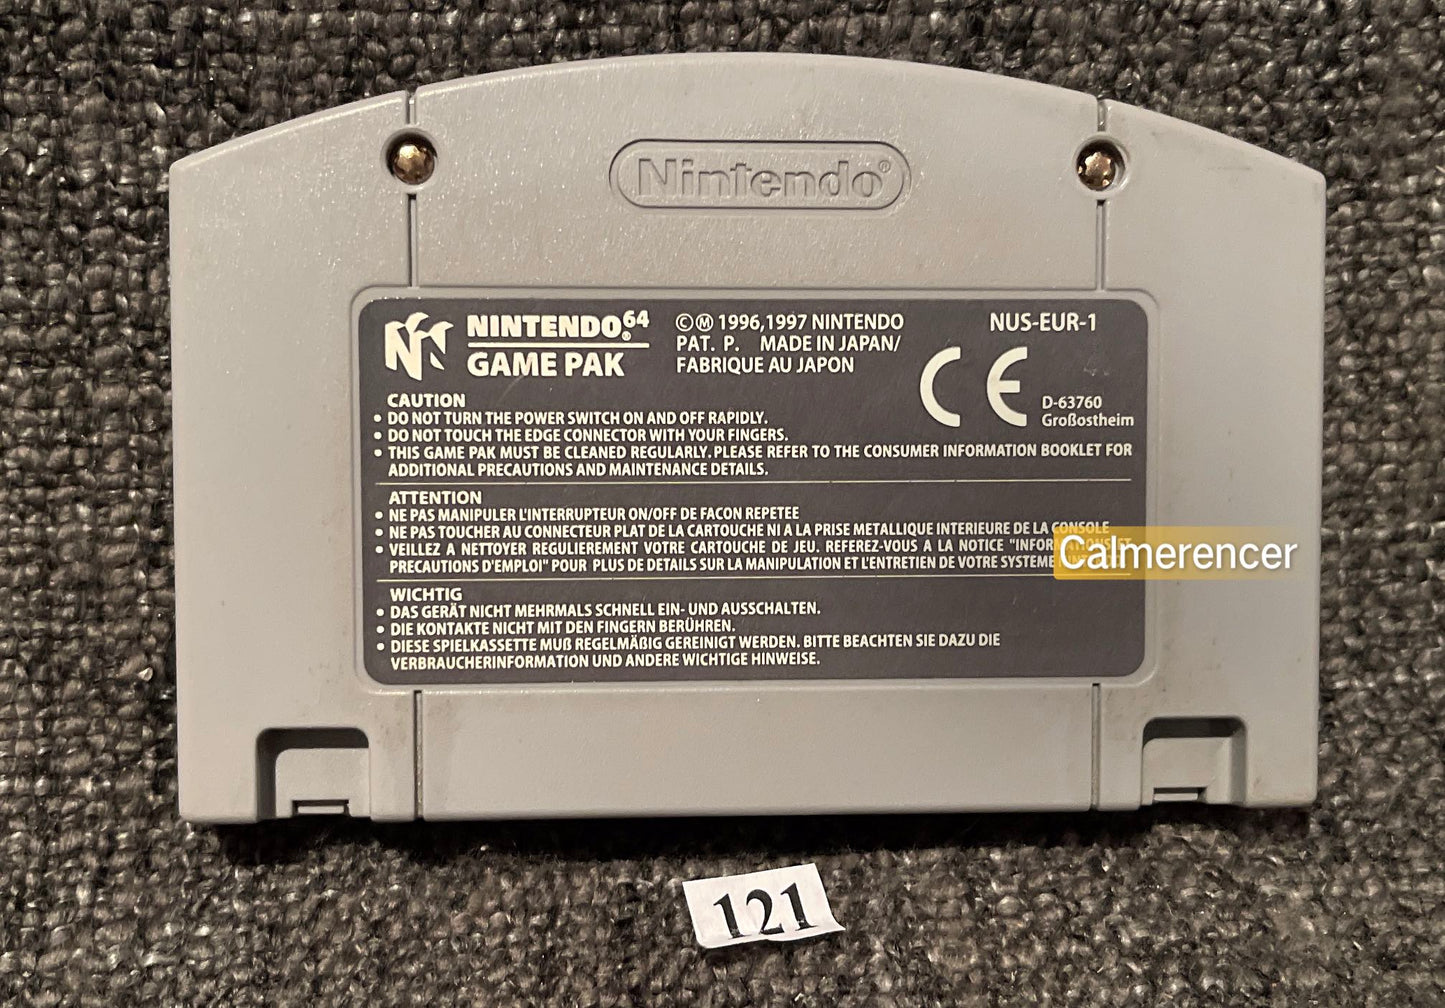 Nintendo®
NINTENDO64®
GAME PAK
©Ⓜ 1996,1997 NINTENDO
PAT. P. MADE IN JAPAN/
FABRIQUE AU JAPON
NUS-EUR-1
CE
D-63760
Großostheim
CAUTION
• DO NOT TURN THE POWER SWITCH ON AND OFF RAPIDLY.
• DO NOT TOUCH THE EDGE CONNECTOR WITH YOUR FINGERS.
• THIS GAME PAK MUST BE CLEANED REGULARLY. PLEASE REFER TO THE CONSUMER INFORMATION BOOKLET FOR
ADDITIONAL PRECAUTIONS AND MAINTENANCE DETAILS.
ATTENTION
• NE PAS MANIPULER L'INTERRUPTEUR ON/OFF DE FACON REPETEE
• NE PAS TOUCHER AU CONNECTEUR PLAT DE LA CARTOUCHE NI A LA PRISE METALLIQUE INTERIEURE DE LA CONSOLE
• VEILLEZ A NETTOYER REGULIEREMENT VOTRE CARTOUCHE DE JEU. REFEREZ-VOUS A LA NOTICE "INFORMATIONS ET
PRECAUTIONS D'EMPLOI" POUR PLUS DE DETAILS SUR LA MANIPULATION ET L'ENTRETIEN DE VOTRE SYSTEME
Calmerencer
WICHTIG
• DAS GERÄT NICHT MEHRMALS SCHNELL EIN- UND AUSSCHALTEN.
• DIE KONTAKTE NICHT MIT DEN FINGERN BERÜHREN.
• DIESE SPIELKASSETTE MUß REGELMÄßIG GEREINIGT WERDEN. BITTE BEACHTEN SIE DAZU DIE
VERBRAUCHERINFORMATION UND ANDERE WICHTIGE HINWEISE.
121